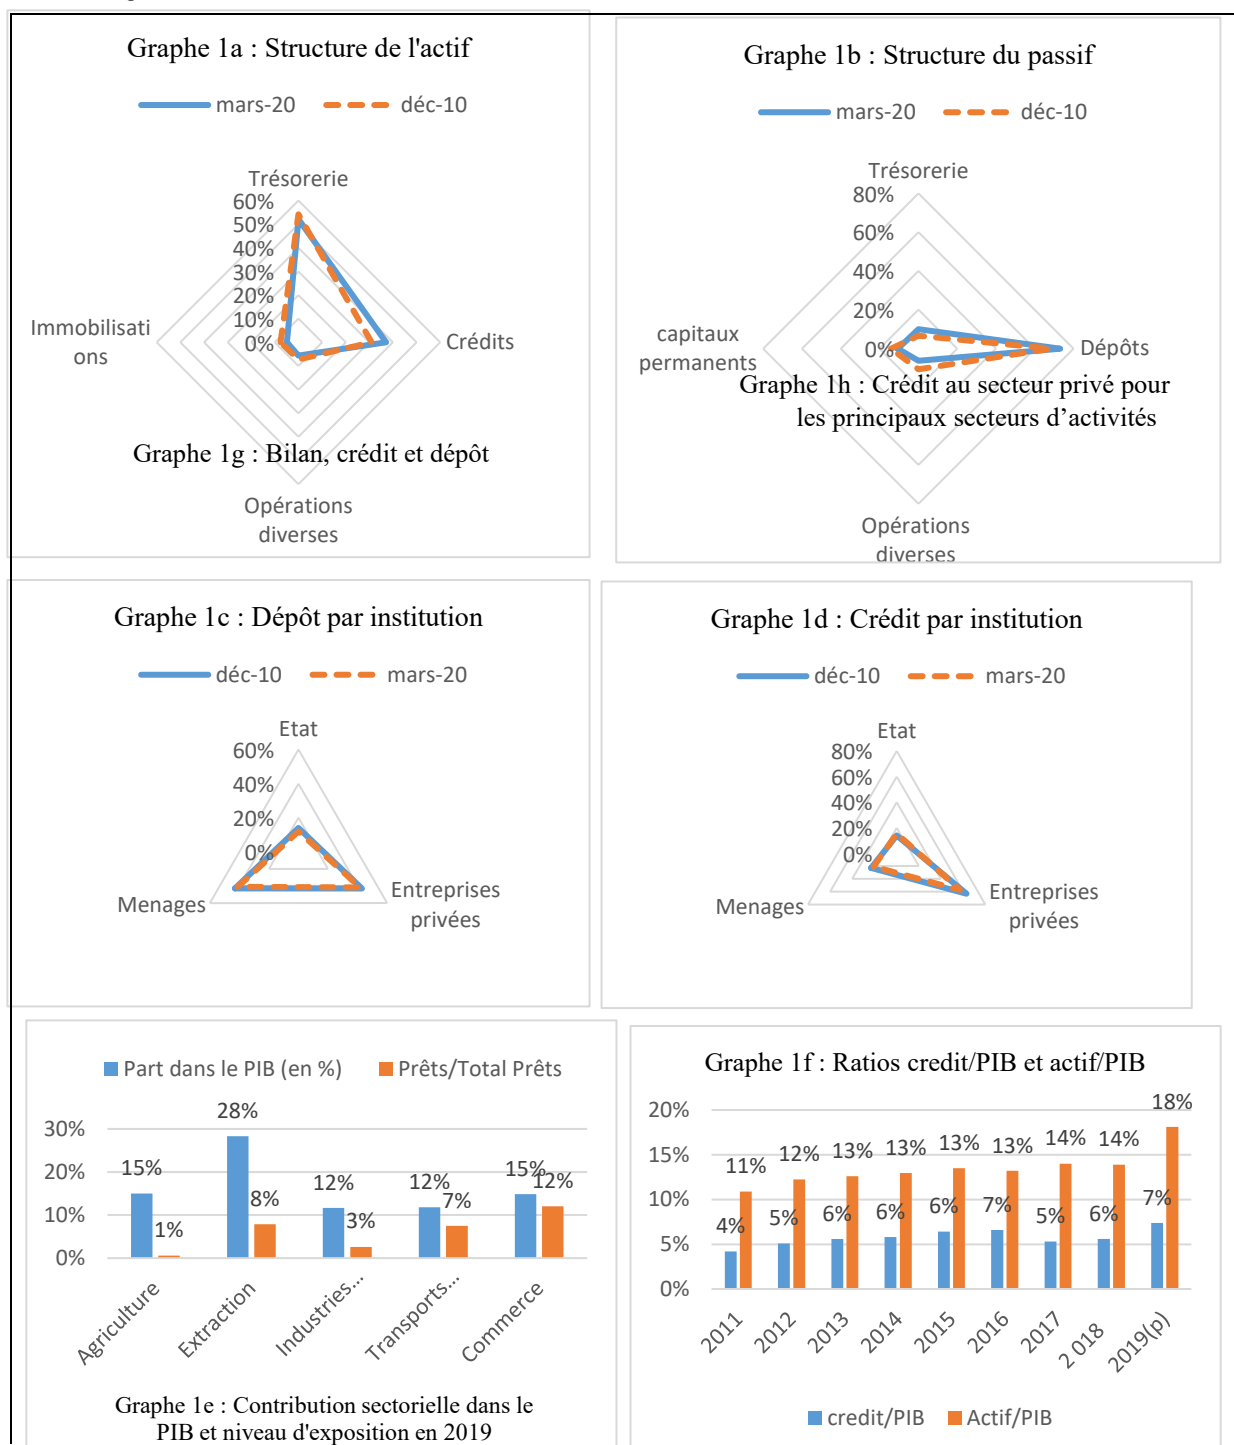 Graphe 1a : Structure de l'actif
mars-20 déc-10
Trésorerie
60%
50%
40%
30%
20%
10%
0%
Immobilisati
ons
Crédits
Graphe 1g : Bilan, crédit et dépôt
Opérations
diverses
Graphe 1b : Structure du passif
mars-20 déc-10
Trésorerie
80%
60%
40%
20%
0%
capitaux
permanents
Dépôts
Graphe 1h : Crédit au secteur privé pour
les principaux secteurs d’activités
Opérations
diverses
Graphe 1c : Dépôt par institution
déc-10 mars-20
Etat
60%
40%
20%
0%
Menages
Entreprises
privées
Graphe 1d : Crédit par institution
déc-10 mars-20
Etat
80%
60%
40%
20%
0%
Menages
Entreprises
privées
Part dans le PIB (en %) Prêts/Total Prêts
30%
20%
10%
0%
15% 1% 28% 8% 12% 3% 12% 7% 15% 12%
Agriculture
Extraction
Industries...
Transports...
Commerce
Graphe 1e : Contribution sectorielle dans le
PIB et niveau d'exposition en 2019
Graphe 1f : Ratios credit/PIB et actif/PIB
20%
15%
10%
5%
0%
11% 12% 13% 13% 13% 13% 14% 14% 18%
4% 5% 6% 6% 6% 7% 5% 6% 7%
2011
2012
2013
2014
2015
2016
2017
2 018
2019(p)
credit/PIB Actif/PIB